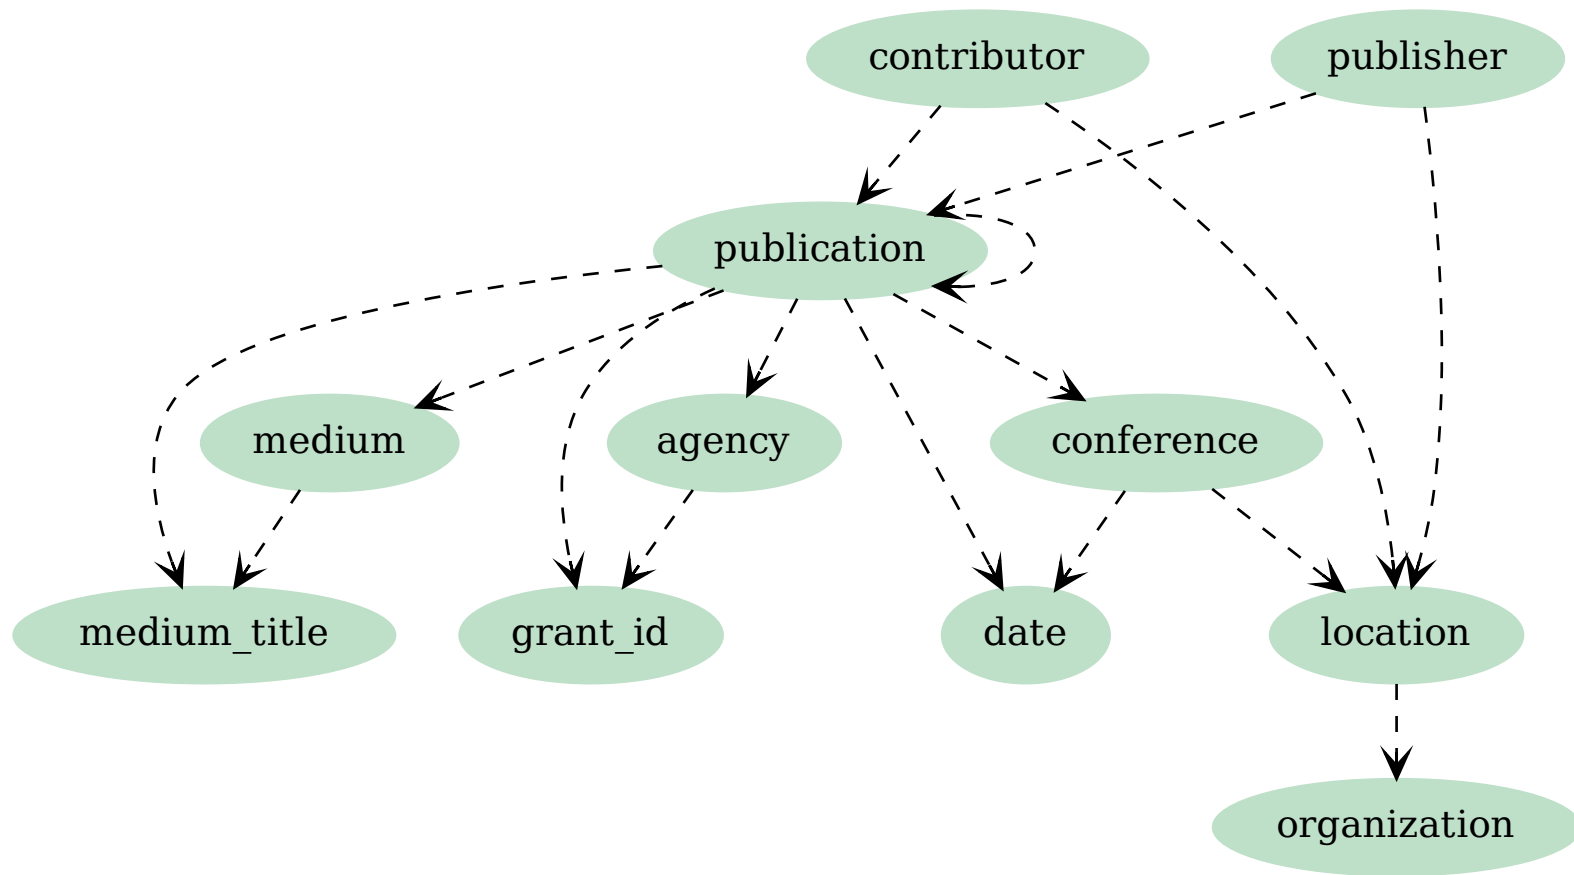 contributor
publisher
publication
medium
agency
conference
medium_title
grant_id
date
location
organization